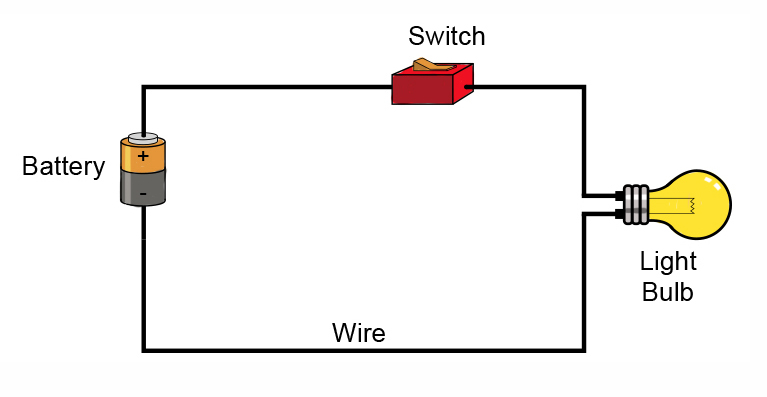 Switch
Battery
+
-
Light
Bulb
Wire